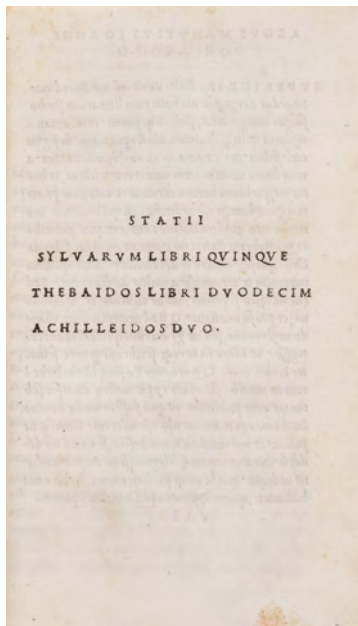 STATII
SYLVARVM LIBRI QVINQVE
THEBAIDOS LIBRI DVODECIM
ACHILLEIDOS DVO.